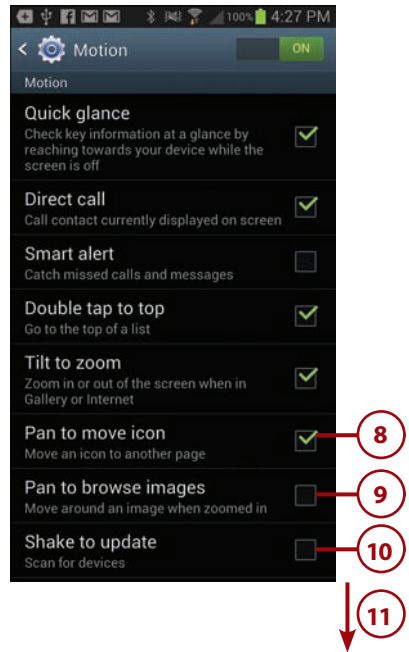 100% 4:27 PM
Motion ON
Motion
Quick glance
Check key information at a glance by
reaching towards your device while the
screen is off
Direct call
Call contact currently displayed on screen
Smart alert
Catch missed calls and messages
Double tap to top
Go to the top of a list
Tilt to zoom
Zoom in or out of the screen when in
Gallery or Internet
Pan to move icon
Move an icon to another page
8
Pan to browse images
Move around an image when zoomed in
9
Shake to update
Scan for devices
10
11